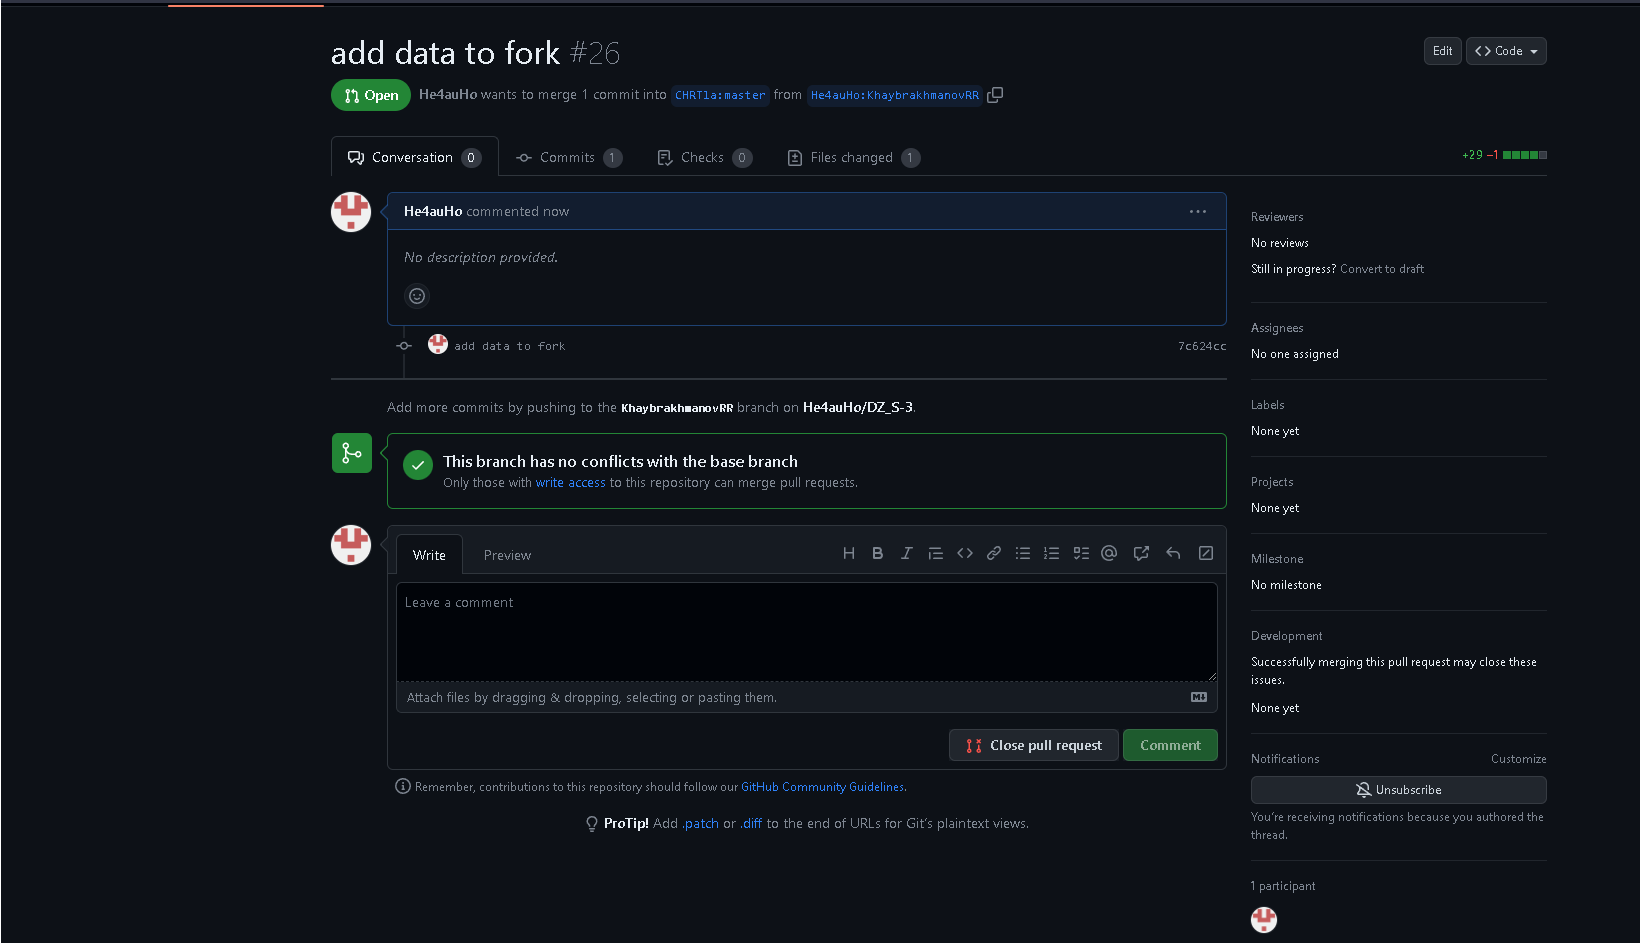 add data to fork #26
Edit
Code
Open
He4auHo wants to merge 1 commit into CHRT1a:master from He4auHo:KhaybrakhmanovRR
Conversation 0
Commits 1
Checks 0
Files changed 1
+29 −1
He4auHo commented now
No description provided.
add data to fork
7c624cc
Add more commits by pushing to the KhaybrakhmanovRR branch on He4auHo/DZ_S-3.
This branch has no conflicts with the base branch
Only those with write access to this repository can merge pull requests.
Write
Preview
Leave a comment
Attach files by dragging & dropping, selecting or pasting them.
Close pull request
Comment
Remember, contributions to this repository should follow our GitHub Community Guidelines.
ProTip! Add .patch or .diff to the end of URLs for Git's plaintext views.
Reviewers
No reviews
Still in progress? Convert to draft
Assignees
No one assigned
Labels
None yet
Projects
None yet
Milestone
No milestone
Development
Successfully merging this pull request may close these
issues.
None yet
Notifications
Customize
Unsubscribe
You're receiving notifications because you authored the
thread.
1 participant